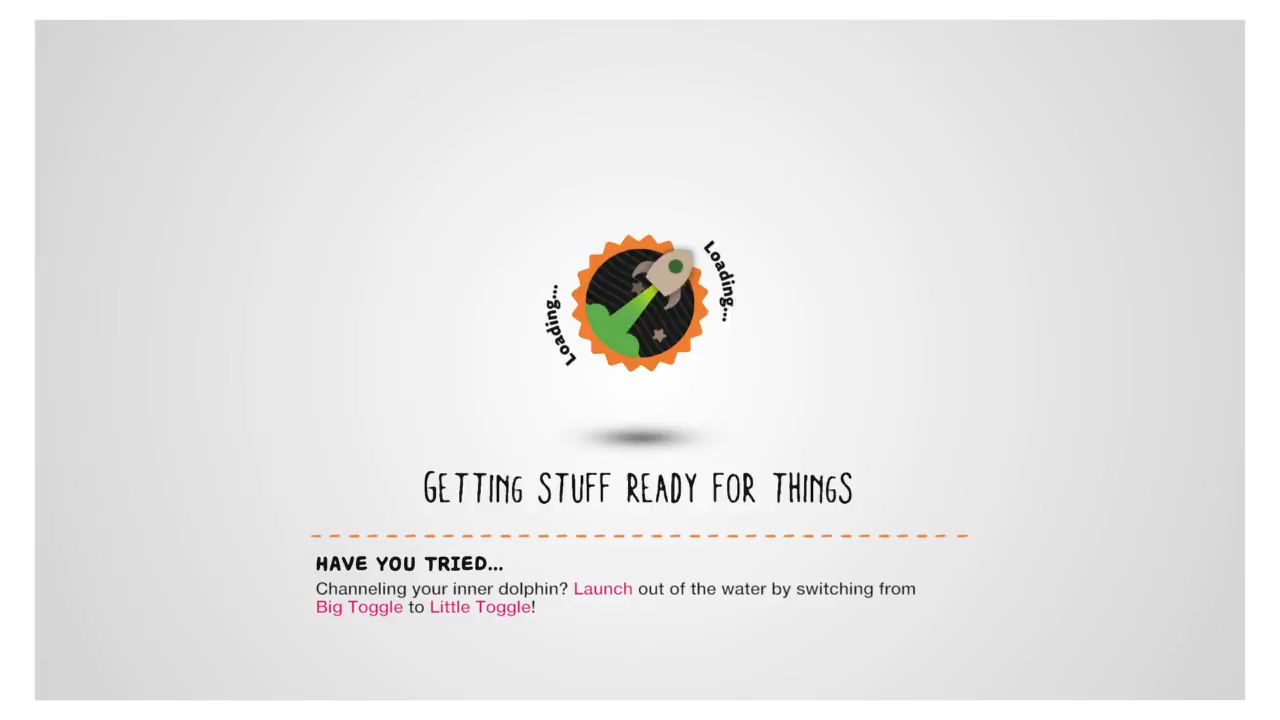 Loading...
Loading...
GETTING STUFF READY FOR THINGS
HAVE YOU TRIED...
Channeling your inner dolphin? Launch out of the water by switching from
Big Toggle to Little Toggle!